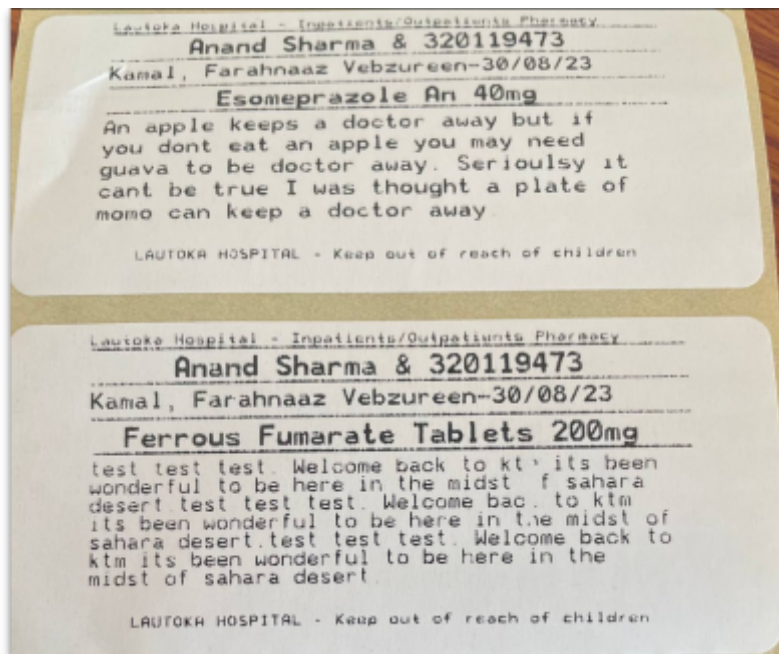 Lautoka Hospital - Inpatients/Outpatients Pharmacy
Anand Sharma & 320119473
Kamal, Farahnaaz Vebzureen-30/08/23
Esomeprazole An 40mg
An apple keeps a doctor away but if
you dont eat an apple you may need
guava to be doctor away. Serioulsy it
cant be true I was thought a plate of
momo can keep a doctor away
LAUTOKA HOSPITAL - Keep out of reach of children
Lautoka Hospital - Inpatients/Outpatients Pharmacy
Anand Sharma & 320119473
Kamal, Farahnaaz Vebzureen-30/08/23
Ferrous Fumarate Tablets 200mg
test test test. Welcome back to its been
wonderful to be here in the midst sahara
desert.test test test. Welcome to ktm
its been wonderful to be here in the midst of
sahara desert.test test test. Welcome back to
ktm its been wonderful to be here in the
midst of sahara desert
LAUTOKA HOSPITAL - Keep out of reach of children